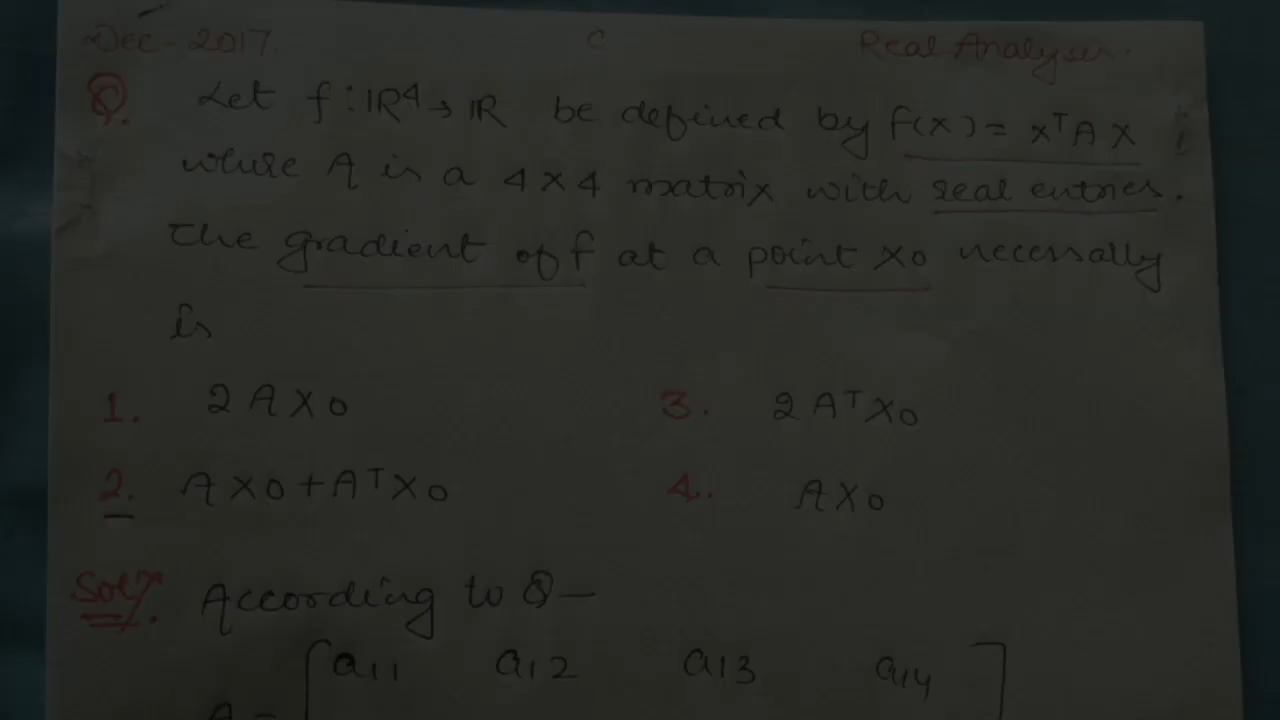 Dec - 2017. C Real Analyses.
Q. Let f : IR⁴ → IR be defined by f(x) = xᵀAX ;
where A is a 4 x 4 matrix with real entries.
The gradient of f at a point x0 necessally
is
1. 2AX0 3. 2AᵀX0
2. AX0 + AᵀX0 4. AX0
Solⁿ. According to Q —
a11 a12 a13 a14
A =